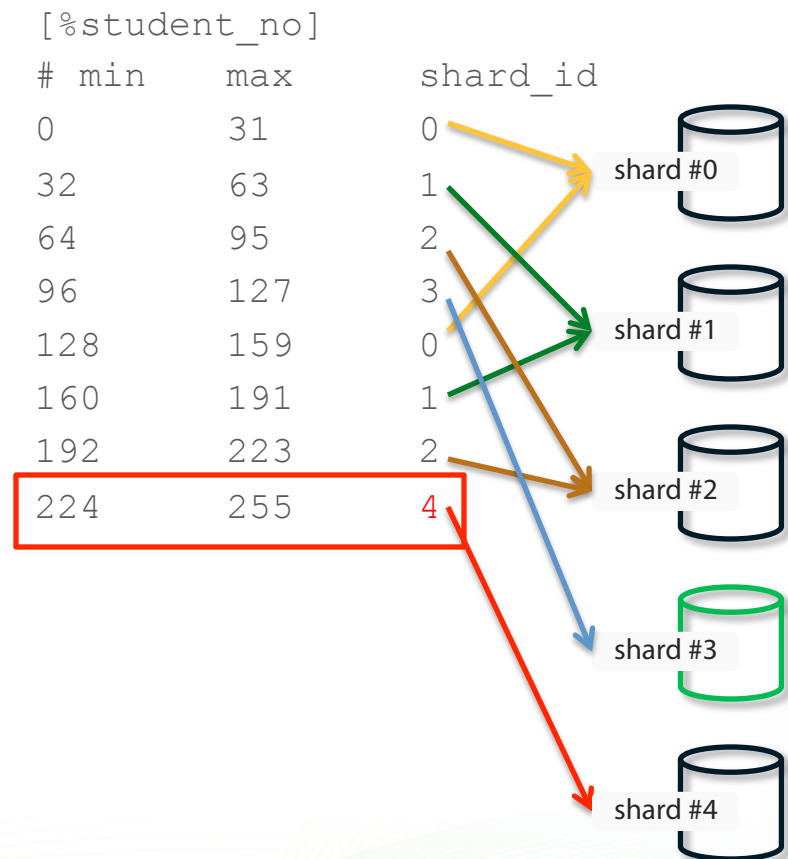 [%student_no]
# min max shard_id
0 31 0
32 63 1
64 95 2
96 127 3
128 159 0
160 191 1
192 223 2
224 255 4
shard #0
shard #1
shard #2
shard #3
shard #4